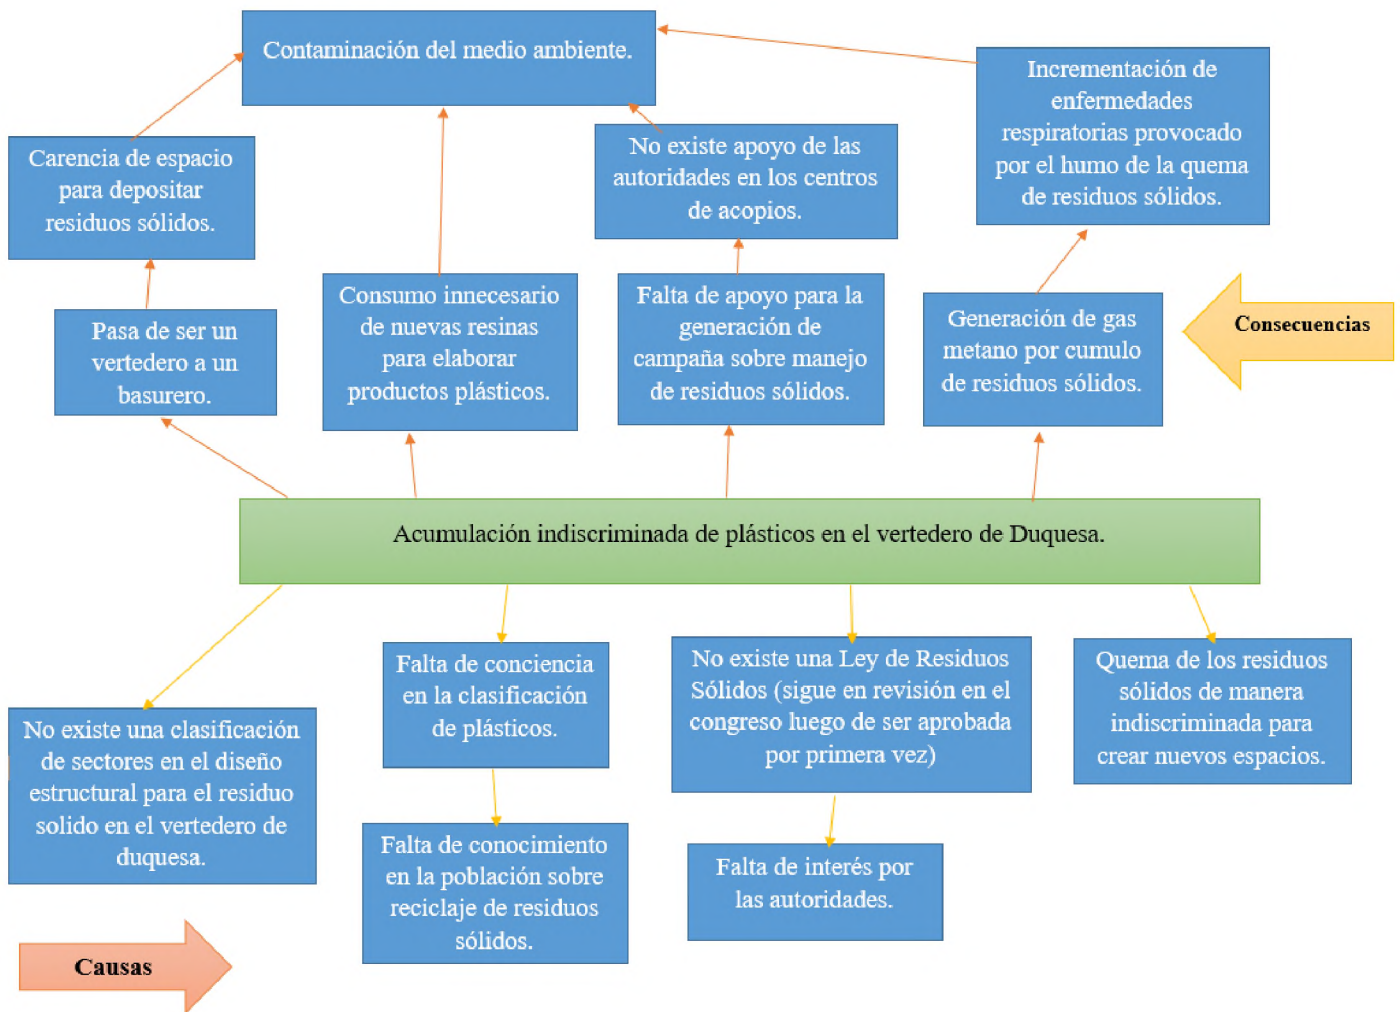 Contaminación del medio ambiente.
Incrementación de
enfermedades
respiratorias provocado
por el humo de la quema
de residuos sólidos.
Carencia de espacio
para depositar
residuos sólidos.
No existe apoyo de las
autoridades en los centros
de acopios.
Pasa de ser un
vertedero a un
basurero.
Consumo innecesario
de nuevas resinas
para elaborar
productos plásticos.
Falta de apoyo para la
generación de
campaña sobre manejo
de residuos sólidos.
Generación de gas
metano por cumulo
de residuos sólidos.
Consecuencias
Acumulación indiscriminada de plásticos en el vertedero de Duquesa.
No existe una clasificación
de sectores en el diseño
estructural para el residuo
solido en el vertedero de
duquesa.
Falta de conciencia
en la clasificación
de plásticos.
No existe una Ley de Residuos
Sólidos (sigue en revisión en el
congreso luego de ser aprobada
por primera vez)
Quema de los residuos
sólidos de manera
indiscriminada para
crear nuevos espacios.
Falta de conocimiento
en la población sobre
reciclaje de residuos
sólidos.
Falta de interés por
las autoridades.
Causas